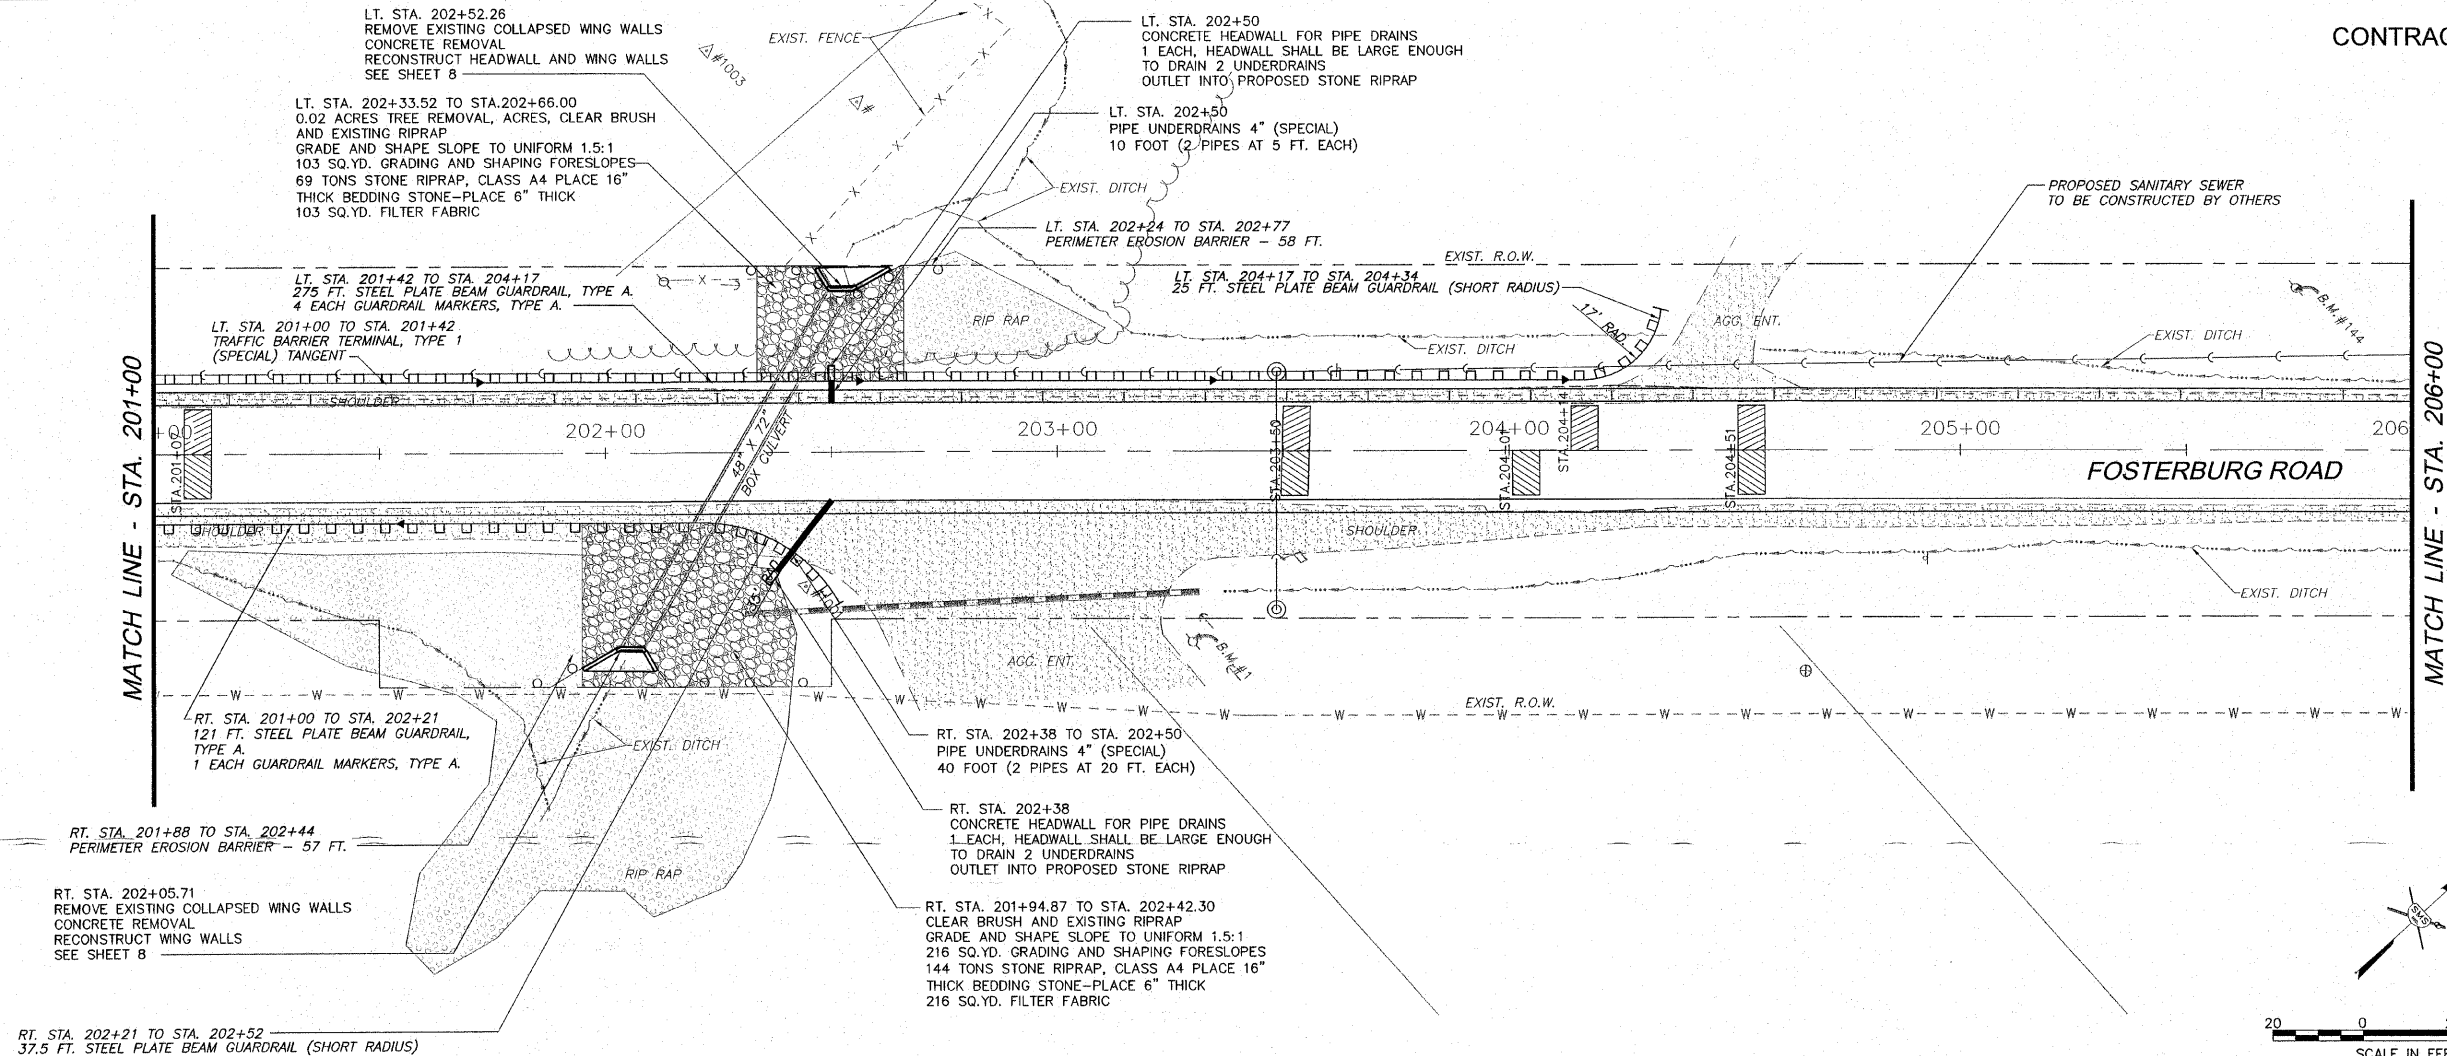 LT. STA. 202+52.26
REMOVE EXISTING COLLAPSED WING WALLS
CONCRETE REMOVAL
RECONSTRUCT HEADWALL AND WING WALLS
SEE SHEET 8
LT. STA. 202+33.52 TO STA.202+66.00
0.02 ACRES TREE REMOVAL, ACRES, CLEAR BRUSH
AND EXISTING RIPRAP
GRADE AND SHAPE SLOPE TO UNIFORM 1.5:1
103 SQ.YD. GRADING AND SHAPING FORESLOPES
69 TONS STONE RIPRAP, CLASS A4 PLACE 16"
THICK BEDDING STONE-PLACE 6" THICK
103 SQ.YD. FILTER FABRIC
LT. STA. 201+42 TO STA. 204+17
275 FT. STEEL PLATE BEAM GUARDRAIL, TYPE A.
4 EACH GUARDRAIL MARKERS, TYPE A.
LT. STA. 201+00 TO STA. 201+42
TRAFFIC BARRIER TERMINAL, TYPE 1
(SPECIAL) TANGENT
#1003
EXIST. FENCE
#
LT. STA. 202+50
CONCRETE HEADWALL FOR PIPE DRAINS
1 EACH, HEADWALL SHALL BE LARGE ENOUGH
TO DRAIN 2 UNDERDRAINS
OUTLET INTO PROPOSED STONE RIPRAP
LT. STA. 202+50
PIPE UNDERDRAINS 4" (SPECIAL)
10 FOOT (2 PIPES AT 5 FT. EACH)
EXIST. DITCH
LT. STA. 202+24 TO STA. 202+77
PERIMETER EROSION BARRIER - 58 FT.
CONTRAC
PROPOSED SANITARY SEWER
TO BE CONSTRUCTED BY OTHERS
EXIST. R.O.W.
LT. STA. 204+17 TO STA. 204+34
25 FT. STEEL PLATE BEAM GUARDRAIL (SHORT RADIUS)
17' RAD.
RIP RAP
AGG. ENT.
B.M.#144
EXIST. DITCH
EXIST. DITCH
MATCH LINE - STA. 201+00
MATCH LINE - STA. 206+00
SHOULDER
+00
202+00
203+00
204+00
205+00
206
STA.201+07
48" X 72"
BOX CULVERT
STA.203+50
STA.204+01
STA.204+14
STA.204+51
FOSTERBURG ROAD
SHOULDER
SHOULDER
35' RAD.
#
AGG. ENT.
B.M.#1
EXIST. DITCH
EXIST. R.O.W.
W W W W W W W W W W W W W W W W W W W W W W W W W W W
RT. STA. 201+00 TO STA. 202+21
121 FT. STEEL PLATE BEAM GUARDRAIL,
TYPE A.
1 EACH GUARDRAIL MARKERS, TYPE A.
EXIST. DITCH
RT. STA. 202+38 TO STA. 202+50
PIPE UNDERDRAINS 4" (SPECIAL)
40 FOOT (2 PIPES AT 20 FT. EACH)
RT. STA. 202+38
CONCRETE HEADWALL FOR PIPE DRAINS
1 EACH, HEADWALL SHALL BE LARGE ENOUGH
TO DRAIN 2 UNDERDRAINS
OUTLET INTO PROPOSED STONE RIPRAP
RT. STA. 201+88 TO STA. 202+44
PERIMETER EROSION BARRIER - 57 FT.
RIP RAP
RT. STA. 202+05.71
REMOVE EXISTING COLLAPSED WING WALLS
CONCRETE REMOVAL
RECONSTRUCT WING WALLS
SEE SHEET 8
RT. STA. 201+94.87 TO STA. 202+42.30
CLEAR BRUSH AND EXISTING RIPRAP
GRADE AND SHAPE SLOPE TO UNIFORM 1.5:1
216 SQ.YD. GRADING AND SHAPING FORESLOPES
144 TONS STONE RIPRAP, CLASS A4 PLACE 16"
THICK BEDDING STONE-PLACE 6" THICK
216 SQ.YD. FILTER FABRIC
RT. STA. 202+21 TO STA. 202+52
37.5 FT. STEEL PLATE BEAM GUARDRAIL (SHORT RADIUS)
SMS
20 0
SCALE IN FEE